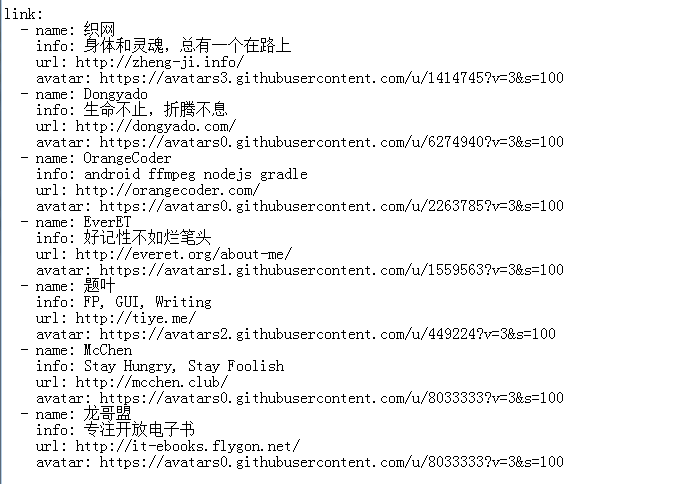 link:
  - name: 织网
    info: 身体和灵魂，总有一个在路上
    url: http://zheng-ji.info/
    avatar: https://avatars3.githubusercontent.com/u/1414745?v=3&s=100
  - name: Dongyado
    info: 生命不止，折腾不息
    url: http://dongyado.com/
    avatar: https://avatars0.githubusercontent.com/u/6274940?v=3&s=100
  - name: OrangeCoder
    info: android ffmpeg nodejs gradle
    url: http://orangecoder.com/
    avatar: https://avatars0.githubusercontent.com/u/2263785?v=3&s=100
  - name: EverET
    info: 好记性不如烂笔头
    url: http://everet.org/about-me/
    avatar: https://avatars1.githubusercontent.com/u/1559563?v=3&s=100
  - name: 题叶
    info: FP, GUI, Writing
    url: http://tiye.me/
    avatar: https://avatars2.githubusercontent.com/u/449224?v=3&s=100
  - name: McChen
    info: Stay Hungry, Stay Foolish
    url: http://mcchen.club/
    avatar: https://avatars0.githubusercontent.com/u/8033333?v=3&s=100
  - name: 龙哥盟
    info: 专注开放电子书
    url: http://it-ebooks.flygon.net/
    avatar: https://avatars0.githubusercontent.com/u/8033333?v=3&s=100